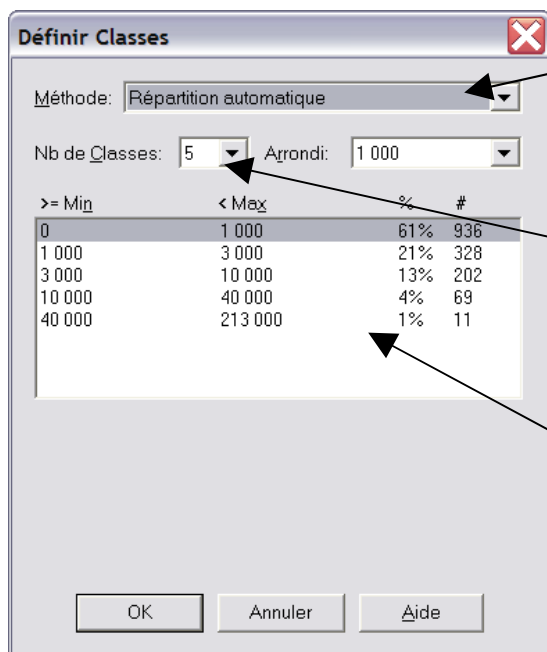 Définir Classes
Méthode: Répartition automatique
Nb de Classes: 5 Arrondi: 1 000
>= Min < Max % #
0 1 000 61% 936
1 000 3 000 21% 328
3 000 10 000 13% 202
10 000 40 000 4% 69
40 000 213 000 1% 11
OK Annuler Aide